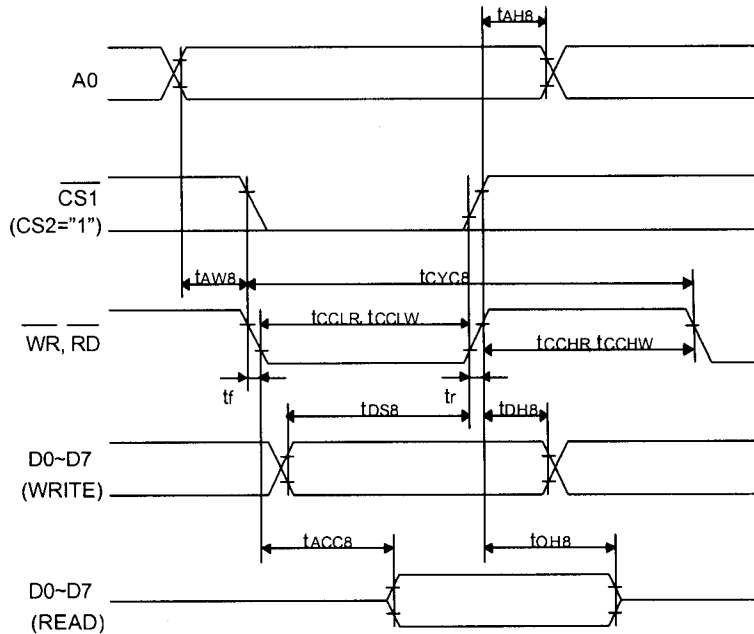 tAH8
A0
CS1
(CS2="1")
tAW8
tCYC8
tCCLR, tCCLW
WR, RD
tCCHR, tCCHW
tf
tr
tDS8
tDH8
D0~D7
(WRITE)
tACC8
tOH8
D0~D7
(READ)